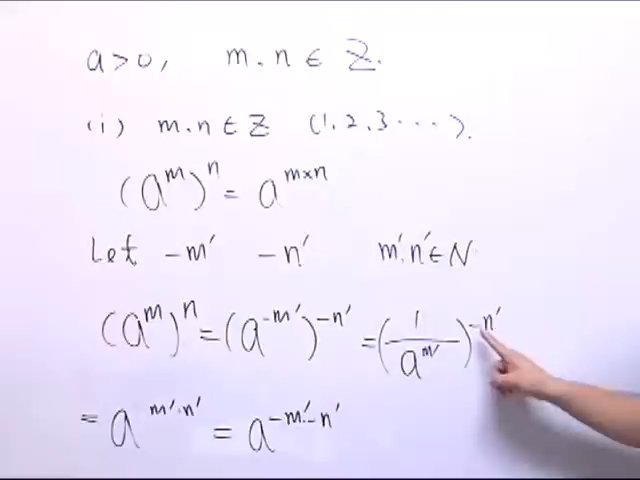 a>0, m.n ∈ ℤ.
(i) m.n ∈ ℤ (1.2.3.....).
(a^m)^n = a^{m×n}
Let -m' -n' m'.n' ∈ N
(a^m)^n = (a^{-m'})^{-n'} = (1/a^{m'})^{-n'}
= a^{m'·n'} = a^{-m'·-n'}